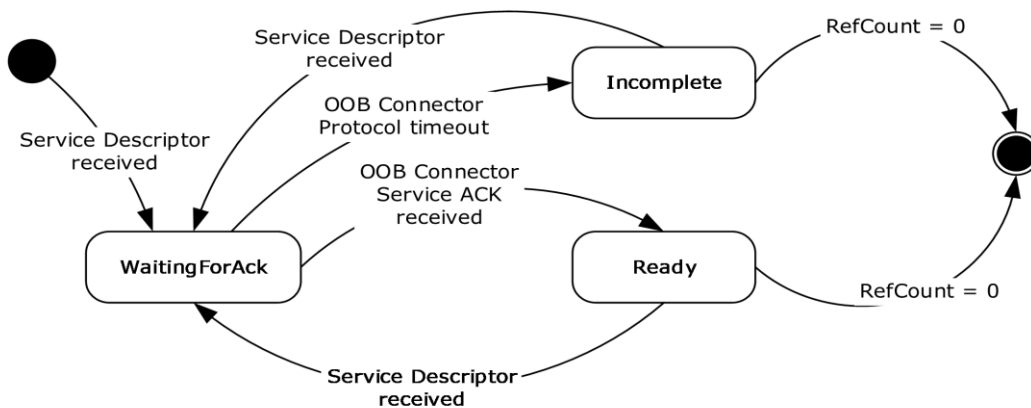 Service Descriptor
received
RefCount = 0
Incomplete
OOB Connector
Protocol timeout
Service Descriptor
received
OOB Connector
Service ACK
received
WaitingForAck
Ready
RefCount = 0
Service Descriptor
received